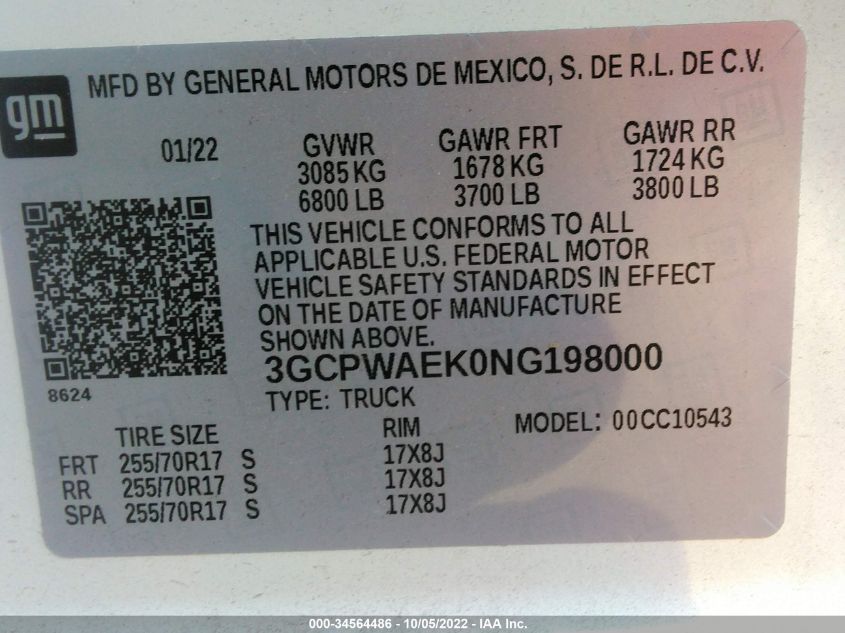 gm
MFD BY GENERAL MOTORS DE MEXICO, S. DE R.L. DE C.V.
01/22 GVWR GAWR FRT GAWR RR
3085 KG 1678 KG 1724 KG
6800 LB 3700 LB 3800 LB
THIS VEHICLE CONFORMS TO ALL
APPLICABLE U.S. FEDERAL MOTOR
VEHICLE SAFETY STANDARDS IN EFFECT
ON THE DATE OF MANUFACTURE
SHOWN ABOVE.
3GCPWAEK0NG198000
8624
TYPE: TRUCK
TIRE SIZE RIM MODEL: 00CC10543
FRT 255/70R17 S 17X8J
RR 255/70R17 S 17X8J
SPA 255/70R17 S 17X8J
000-34564486 - 10/05/2022 - IAA Inc.